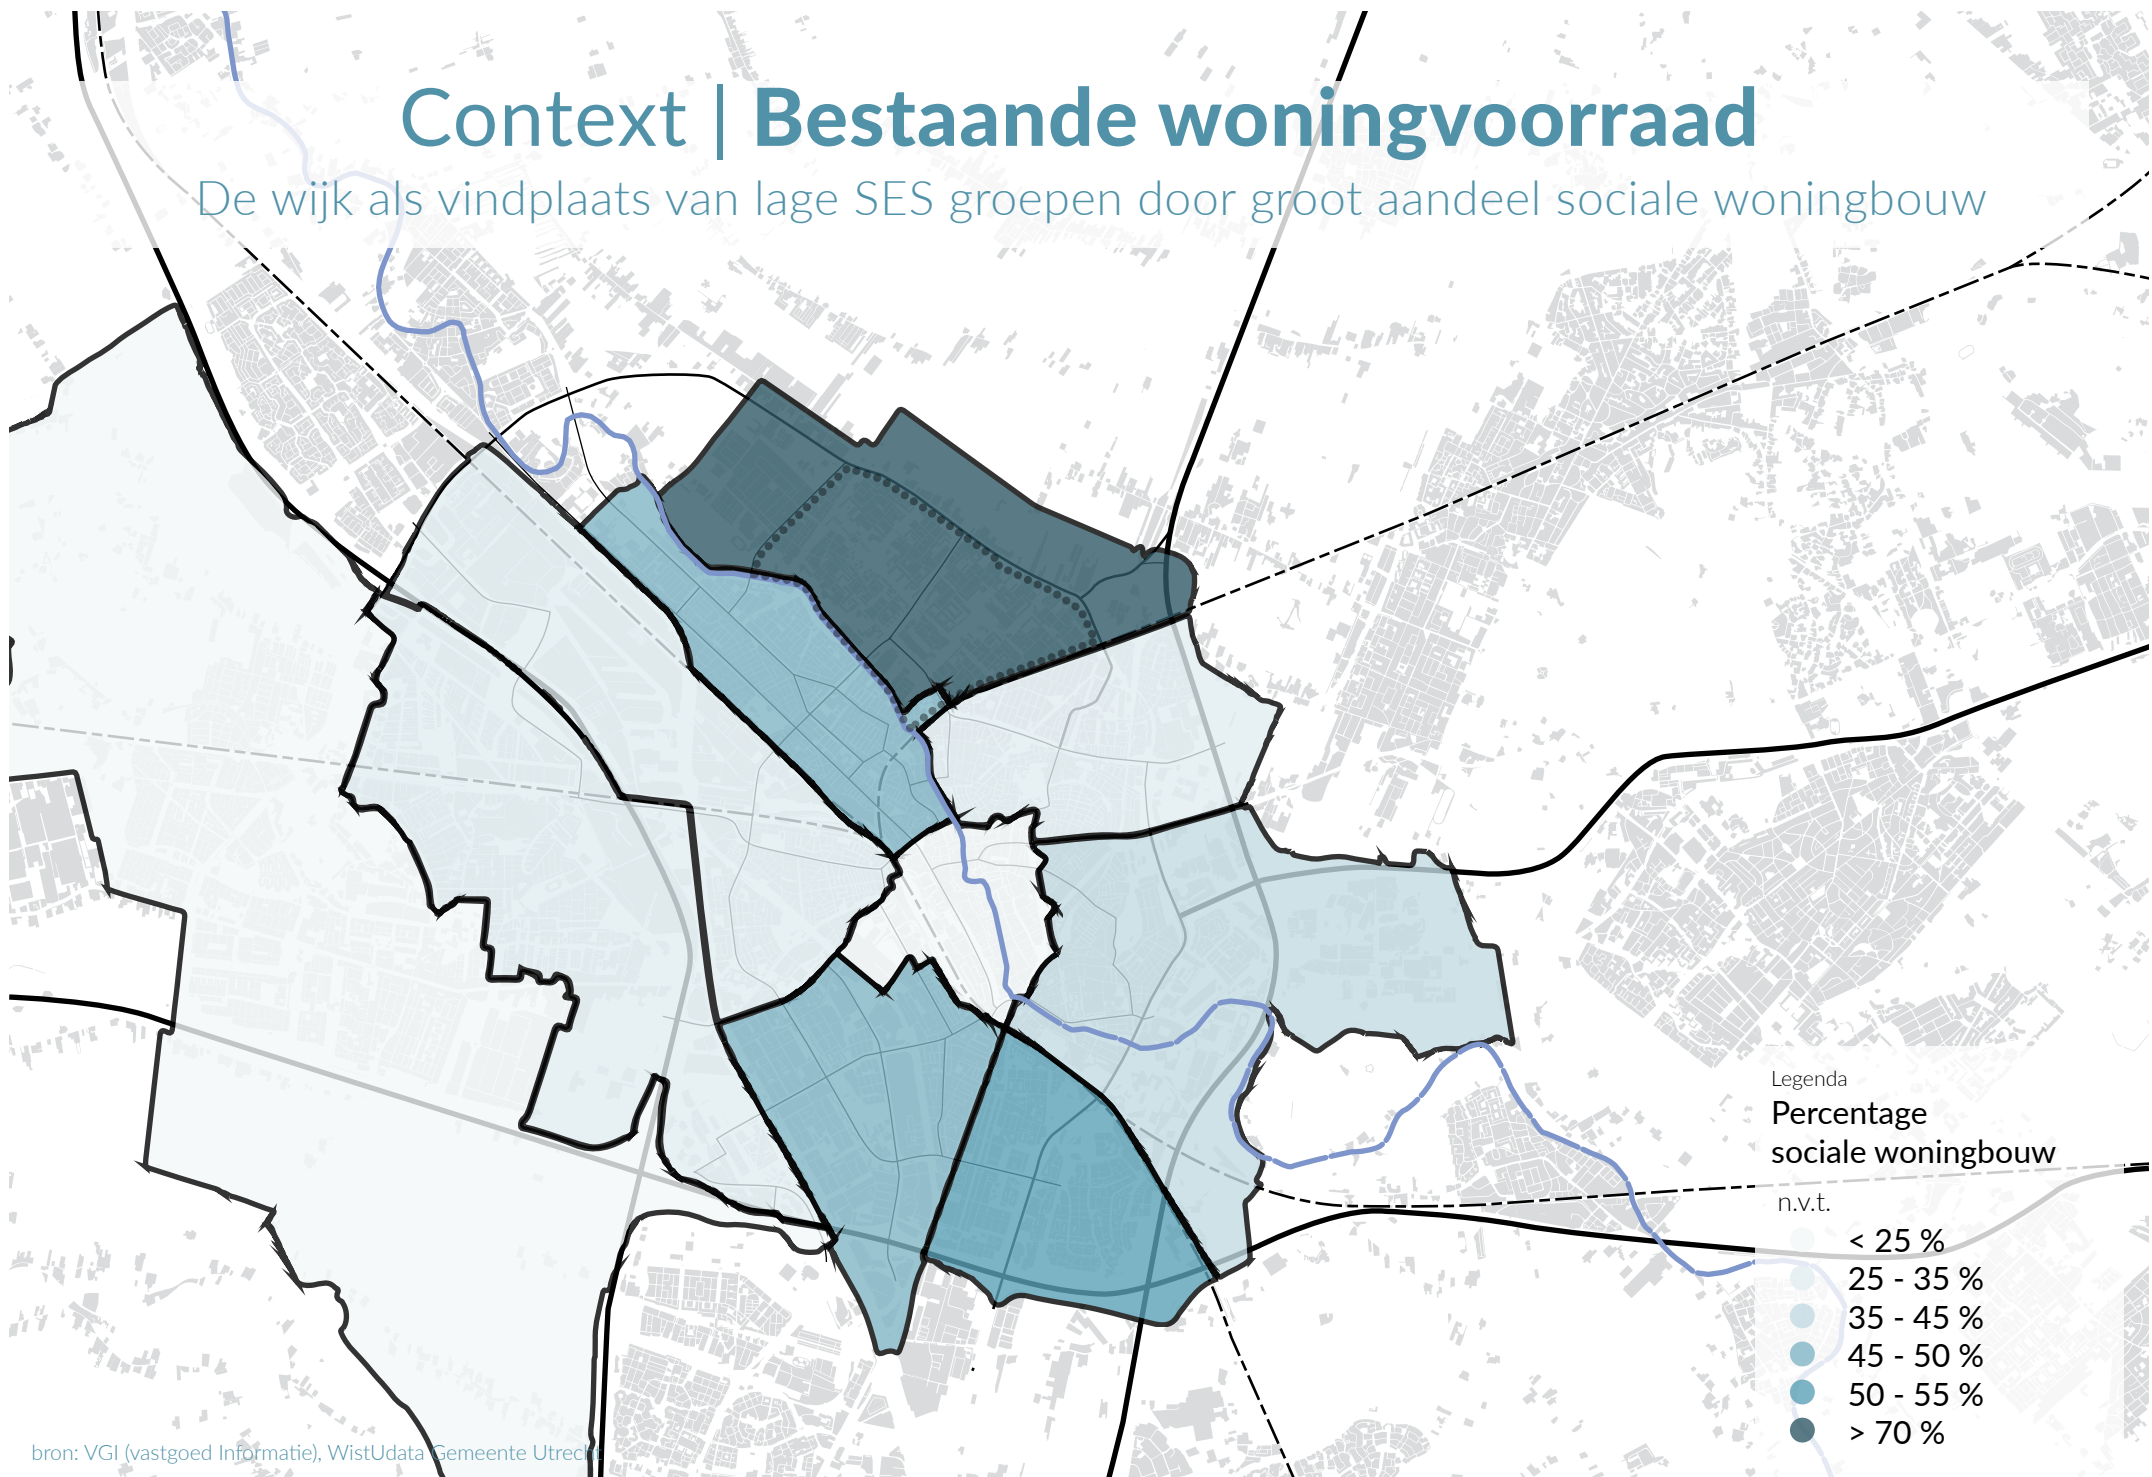 Context | Bestaande woningvoorraad
De wijk als vindplaats van lage SES groepen door groot aandeel sociale woningbouw
Legenda
Percentage
sociale woningbouw
n.v.t.
< 25 %
25 - 35 %
35 - 45 %
45 - 50 %
50 - 55 %
> 70 %
bron: VGI (vastgoed Informatie), WistUdata Gemeente Utrecht